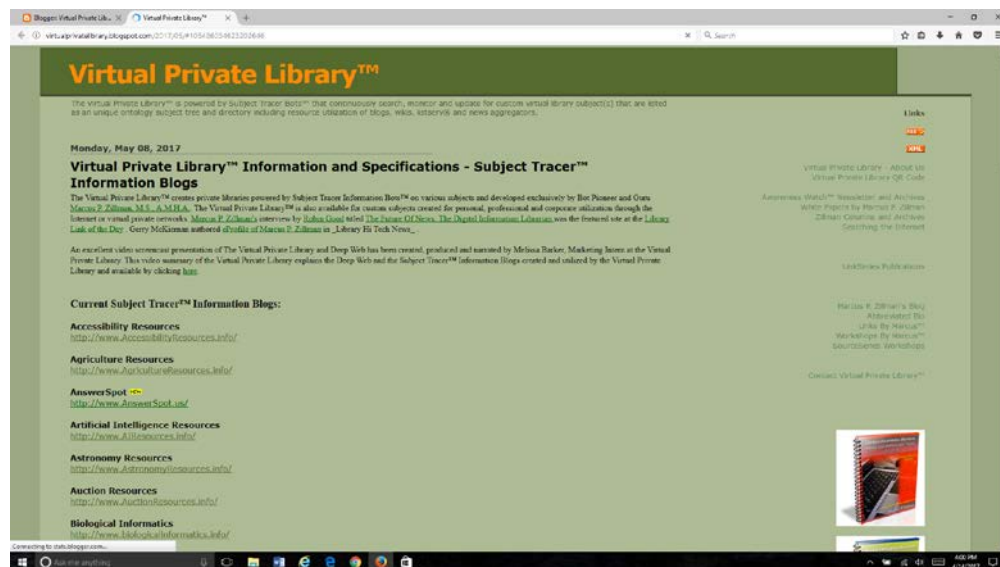 Blogger: Virtual Private Lib...
Virtual Private Library™
virtualprivatelibrary.blogspot.com/2017/05/#105486354623202646
Search
Virtual Private Library™
The Virtual Private Library™ is powered by Subject Tracer Bots™ that continuously search, monitor and update for custom virtual library subject(s) that are listed
as an unique ontology subject tree and directory including resource utilization of blogs, wikis, listservs and news aggregators.
Monday, May 08, 2017
Virtual Private Library™ Information and Specifications - Subject Tracer™
Information Blogs
The Virtual Private Library™ creates private libraries powered by Subject Tracer Information Bots™ on various subjects and developed exclusively by Bot Pioneer and Guru
Marcus P. Zillman, M.S., A.M.H.A. The Virtual Private Library™ is also available for custom subjects created for personal, professional and corporate utilization through the
Internet or virtual private networks. Marcus P. Zillman's interview by Robin Good titled The Future Of News, The Digital Information Librarian was the featured site at the Library
Link of the Day. Gerry McKiernan authored eProfile of Marcus P. Zillman in _Library Hi Tech News_.
An excellent video screencast presentation of The Virtual Private Library and Deep Web has been created, produced and narrated by Melissa Barker, Marketing Intern at the Virtual
Private Library. This video summary of the Virtual Private Library explains the Deep Web and the Subject Tracer™ Information Blogs created and utilized by the Virtual Private
Library and available by clicking here.
Current Subject Tracer™ Information Blogs:
Accessibility Resources
http://www.AccessibilityResources.info/
Agriculture Resources
http://www.AgricultureResources.info/
AnswerSpot NEW
http://www.AnswerSpot.us/
Artificial Intelligence Resources
http://www.AIResources.info/
Astronomy Resources
http://www.AstronomyResources.info/
Auction Resources
http://www.AuctionResources.info/
Biological Informatics
http://www.biologicalInformatics.info/
Links
XML
Virtual Private Library - About Us
Virtual Private Library QR Code
Awareness Watch™ Newsletter and Archives
White Papers by Marcus P. Zillman
Zillman Columns and Archives
Searching the Internet
LinkSeries Publications
Marcus P. Zillman's Blog
Abbreviated Bio
Links By Marcus™
Workshops By Marcus™
SourceSense Workshops
Contact Virtual Private Library™
Connecting to stats.blogger.com...
Ask me anything
4:00 PM